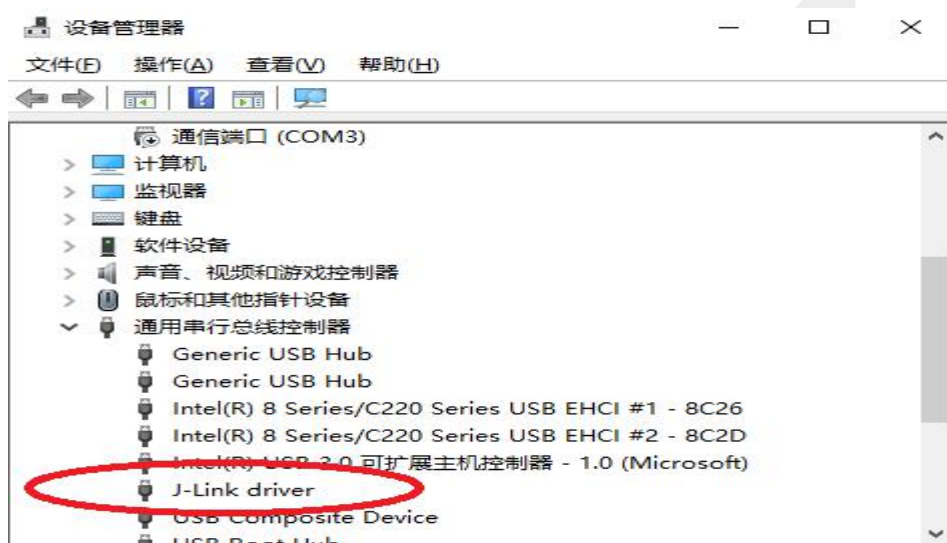 设备管理器
文件(F) 操作(A) 查看(V) 帮助(H)
通信端口 (COM3)
计算机
监视器
键盘
软件设备
声音、视频和游戏控制器
鼠标和其他指针设备
通用串行总线控制器
Generic USB Hub
Generic USB Hub
Intel(R) 8 Series/C220 Series USB EHCI #1 - 8C26
Intel(R) 8 Series/C220 Series USB EHCI #2 - 8C2D
Intel(R) USB 3.0 可扩展主机控制器 - 1.0 (Microsoft)
J-Link driver
USB Composite Device
USB Root Hub